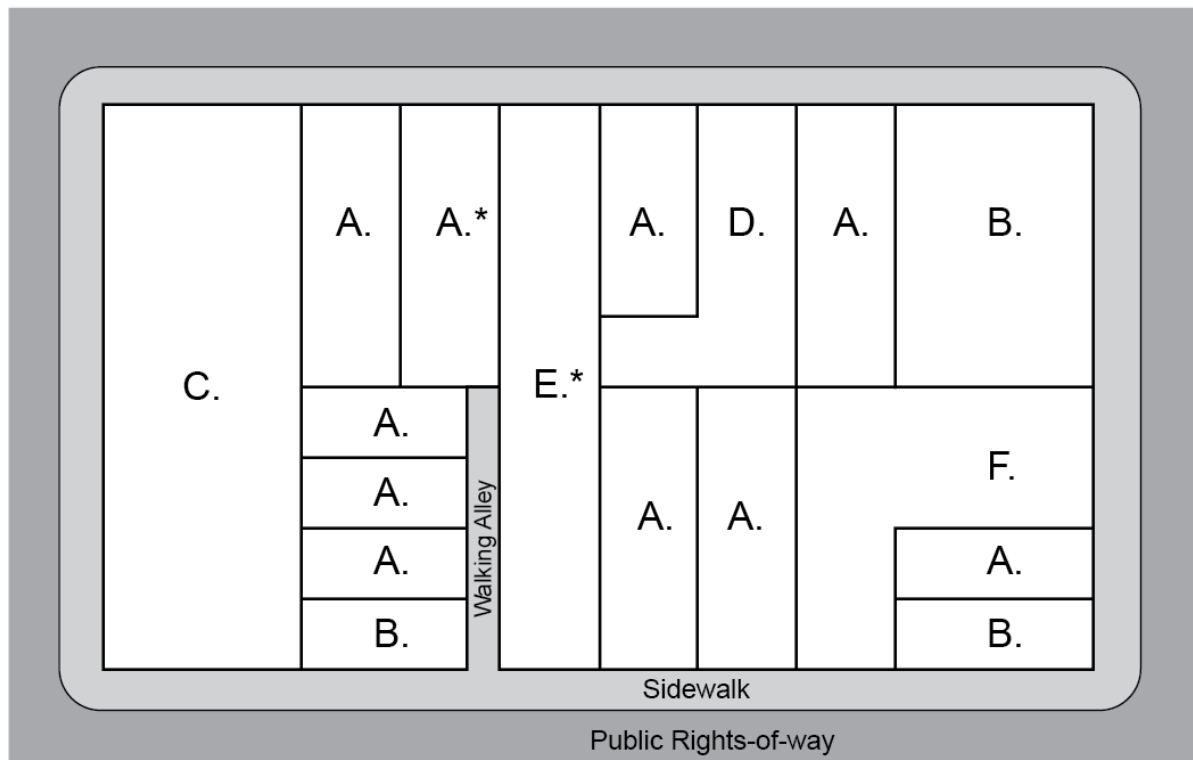 A.
A.*
A.
D.
A.
B.
C.
E.*
A.
A.
A.
B.
Walking Alley
A.
A.
F.
A.
B.
Sidewalk
Public Rights-of-way